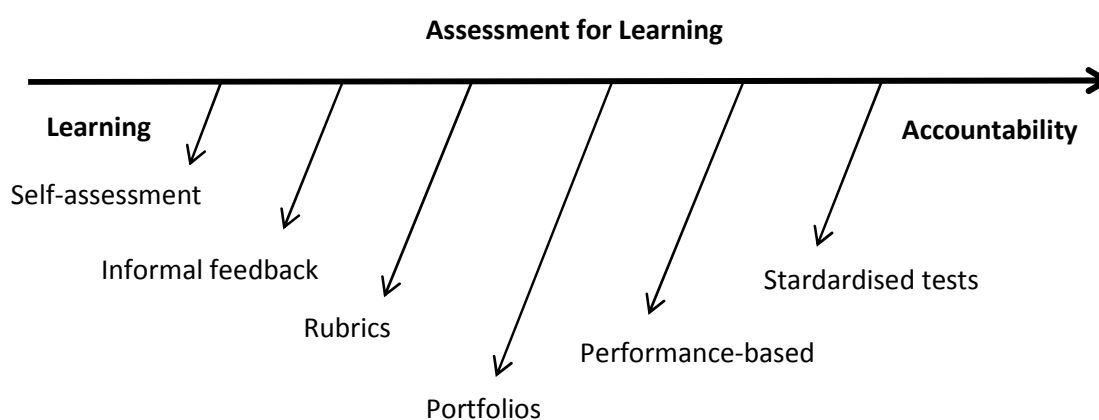 Assessment for Learning
Learning
Accountability
Self-assessment
Informal feedback
Stardardised tests
Rubrics
Performance-based
Portfolios